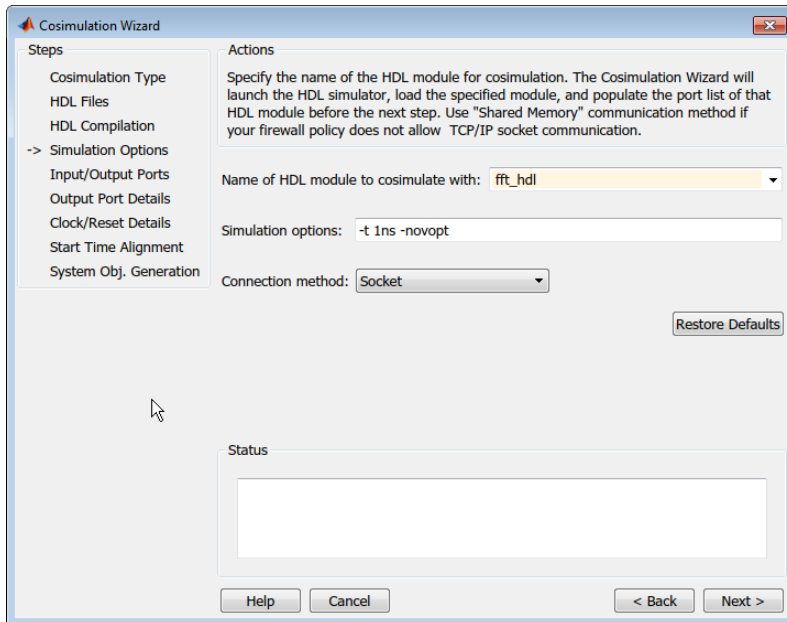 Cosimulation Wizard
Steps
Cosimulation Type
HDL Files
HDL Compilation
-> Simulation Options
Input/Output Ports
Output Port Details
Clock/Reset Details
Start Time Alignment
System Obj. Generation
Actions
Specify the name of the HDL module for cosimulation. The Cosimulation Wizard will
launch the HDL simulator, load the specified module, and populate the port list of that
HDL module before the next step. Use "Shared Memory" communication method if
your firewall policy does not allow TCP/IP socket communication.
Name of HDL module to cosimulate with: fft_hdl
Simulation options: -t 1ns -novopt
Connection method: Socket
Restore Defaults
Status
Help Cancel < Back Next >